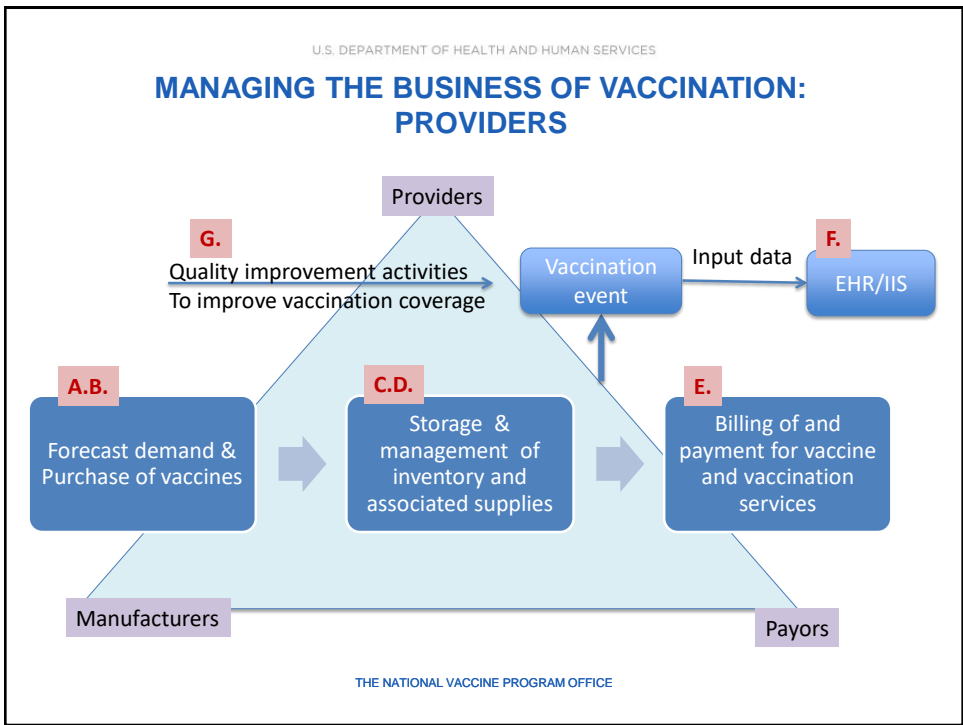 U.S. DEPARTMENT OF HEALTH AND HUMAN SERVICES
MANAGING THE BUSINESS OF VACCINATION:
PROVIDERS
Providers
G.
Quality improvement activities
To improve vaccination coverage
Vaccination
event
Input data
F.
EHR/IIS
A.B.
Forecast demand &
Purchase of vaccines
C.D.
Storage &
management of
inventory and
associated supplies
E.
Billing of and
payment for vaccine
and vaccination
services
Manufacturers
Payors
THE NATIONAL VACCINE PROGRAM OFFICE